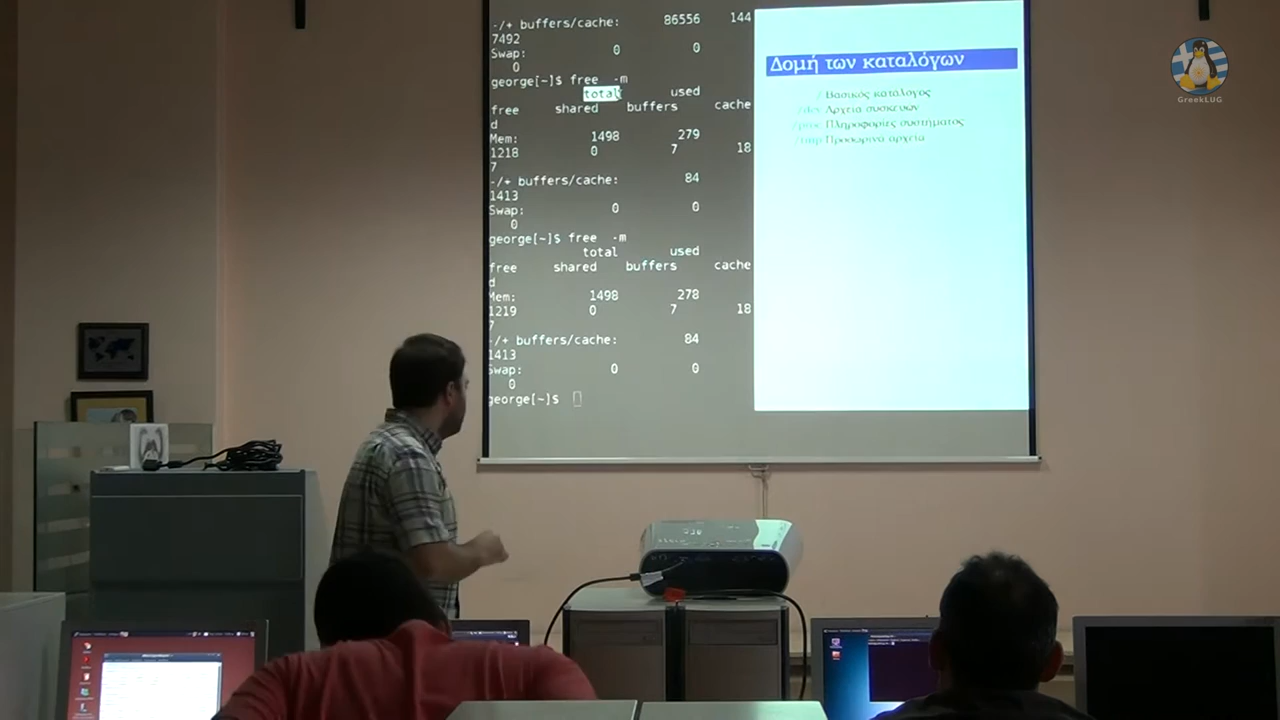 -/+ buffers/cache: 86556 144
7492
Swap: 0 0
0
george[~]$ free -m
total used
free shared buffers cache
d
Mem: 1498 279
1218 0 7 18
7
-/+ buffers/cache: 84
1413
Swap: 0 0
0
george[~]$ free -m
total used
free shared buffers cache
d
Mem: 1498 278
1219 0 7 18
7
-/+ buffers/cache: 84
1413
Swap: 0 0
0
george[~]$
Δομή των καταλόγων
/ Βασικός κατάλογος
/dev Αρχεία συσκευών
/proc Πληροφορίες συστήματος
/tmp Προσωρινά αρχεία
GreekLUG